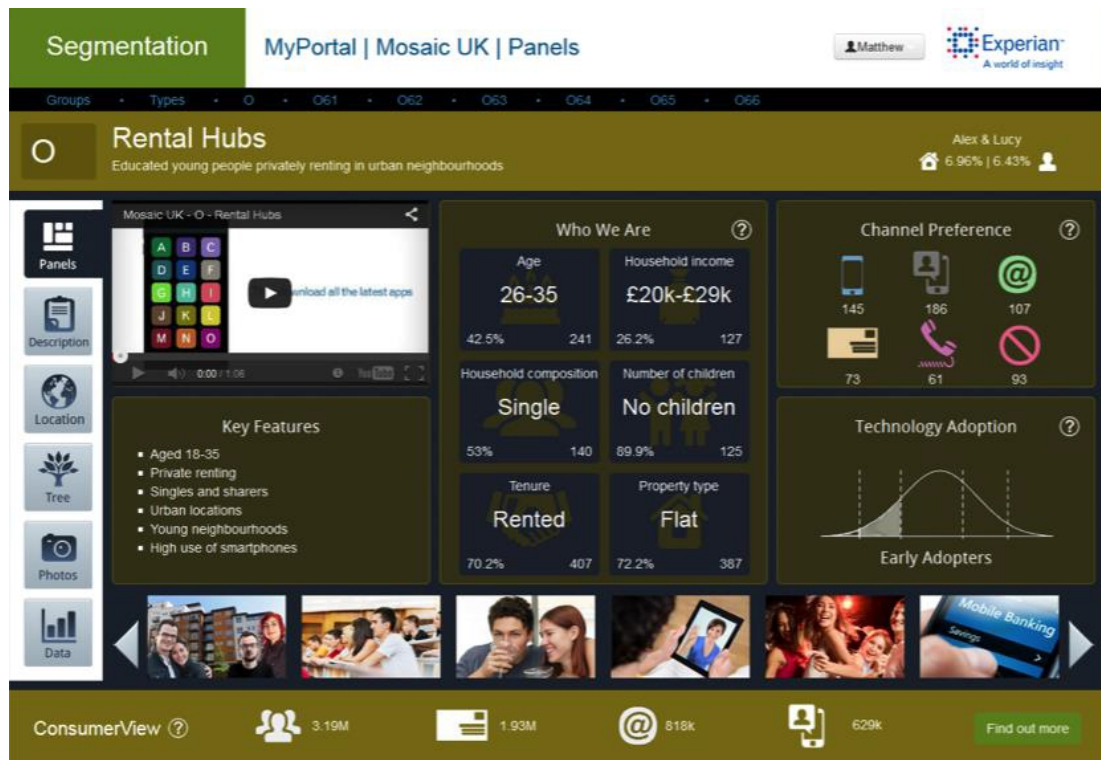 Segmentation
MyPortal | Mosaic UK | Panels
Matthew
Experian
A world of insight
Groups • Types • O • O61 • O62 • O63 • O64 • O65 • O66
O
Rental Hubs
Educated young people privately renting in urban neighbourhoods
Alex & Lucy
6.96% | 6.43%
Panels
Description
Location
Tree
Photos
Data
Mosaic UK - O - Rental Hubs
A B C
D E F
G H I
J K L
M N O
wnload all the latest apps
0:00 / 1:06
YouTube
Key Features
▪ Aged 18-35
▪ Private renting
▪ Singles and sharers
▪ Urban locations
▪ Young neighbourhoods
▪ High use of smartphones
Who We Are ?
Age
26-35
42.5% 241
Household income
£20k-£29k
26.2% 127
Household composition
Single
53% 140
Number of children
No children
89.9% 125
Tenure
Rented
70.2% 407
Property type
Flat
72.2% 387
Channel Preference ?
145 186 107
73 61 93
Technology Adoption ?
Early Adopters
Mobile Banking
Savings >
ConsumerView ?
3.19M
1.93M
818k
629k
Find out more